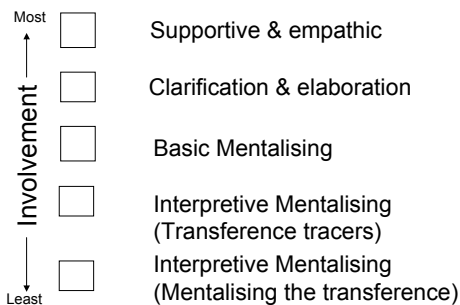 Most
Supportive & empathic
Clarification & elaboration
Involvement
Basic Mentalising
Interpretive Mentalising
(Transference tracers)
Interpretive Mentalising
(Mentalising the transference)
Least